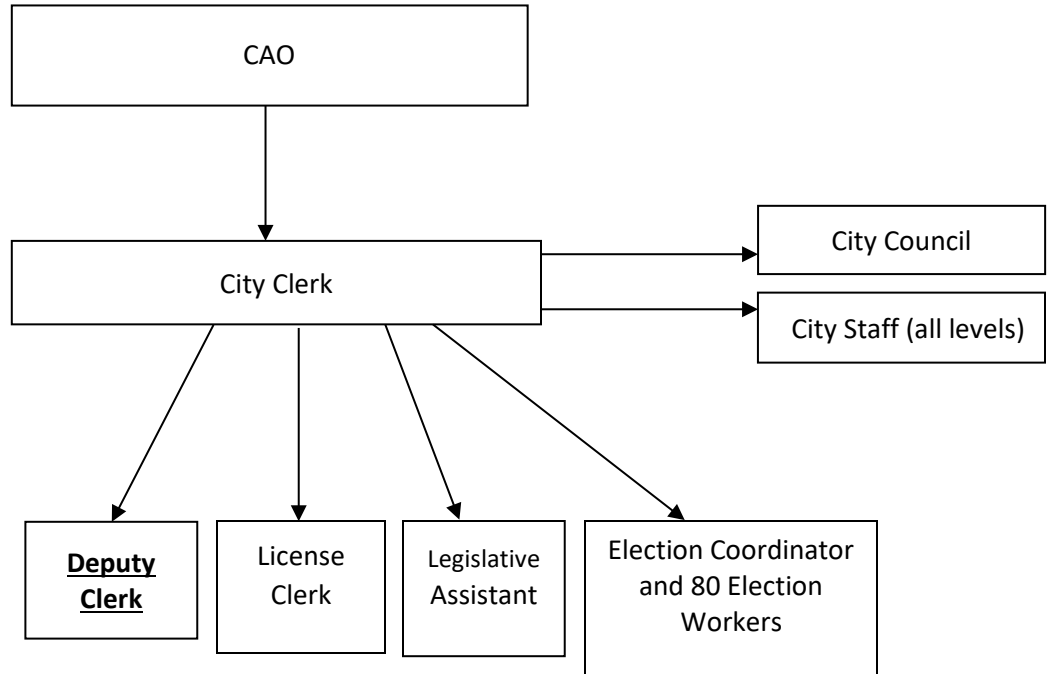 CAO
City Council
City Clerk
City Staff (all levels)
Deputy
Clerk
License
Clerk
Legislative
Assistant
Election Coordinator
and 80 Election
Workers